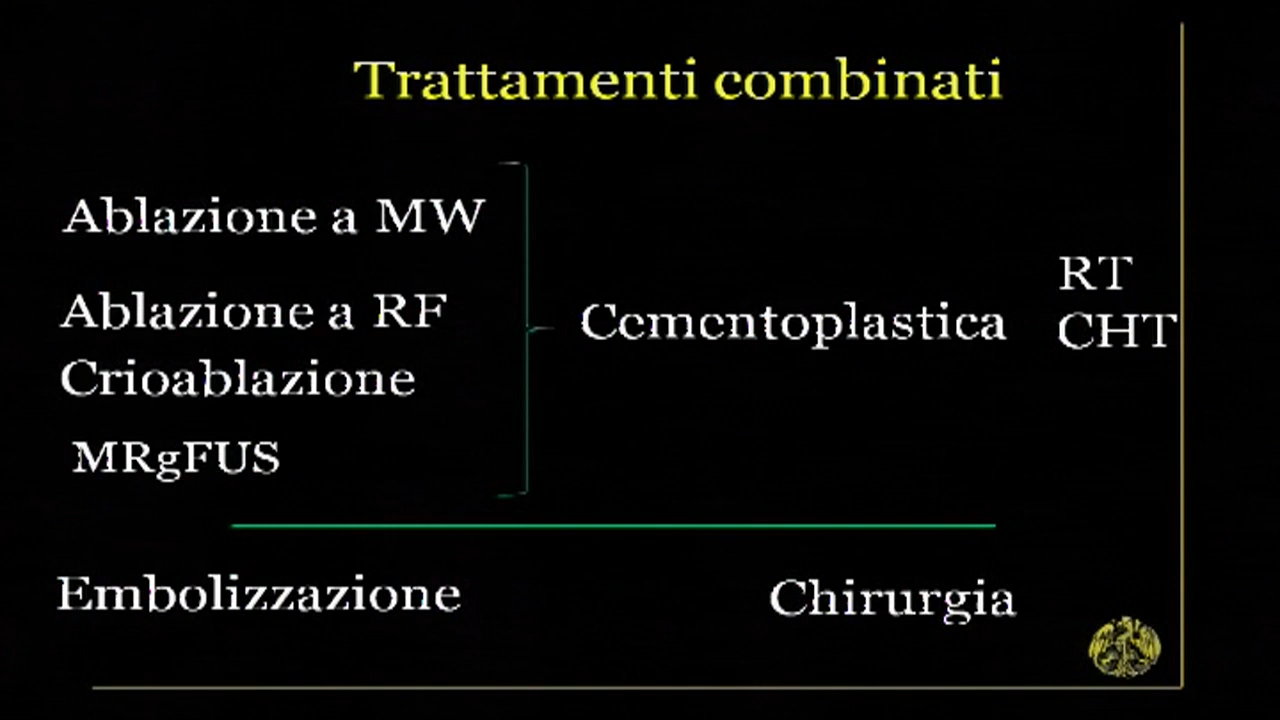 Trattamenti combinati
Ablazione a MW
Ablazione a RF
Crioablazione
MRgFUS
Cementoplastica
RT
CHT
Embolizzazione
Chirurgia